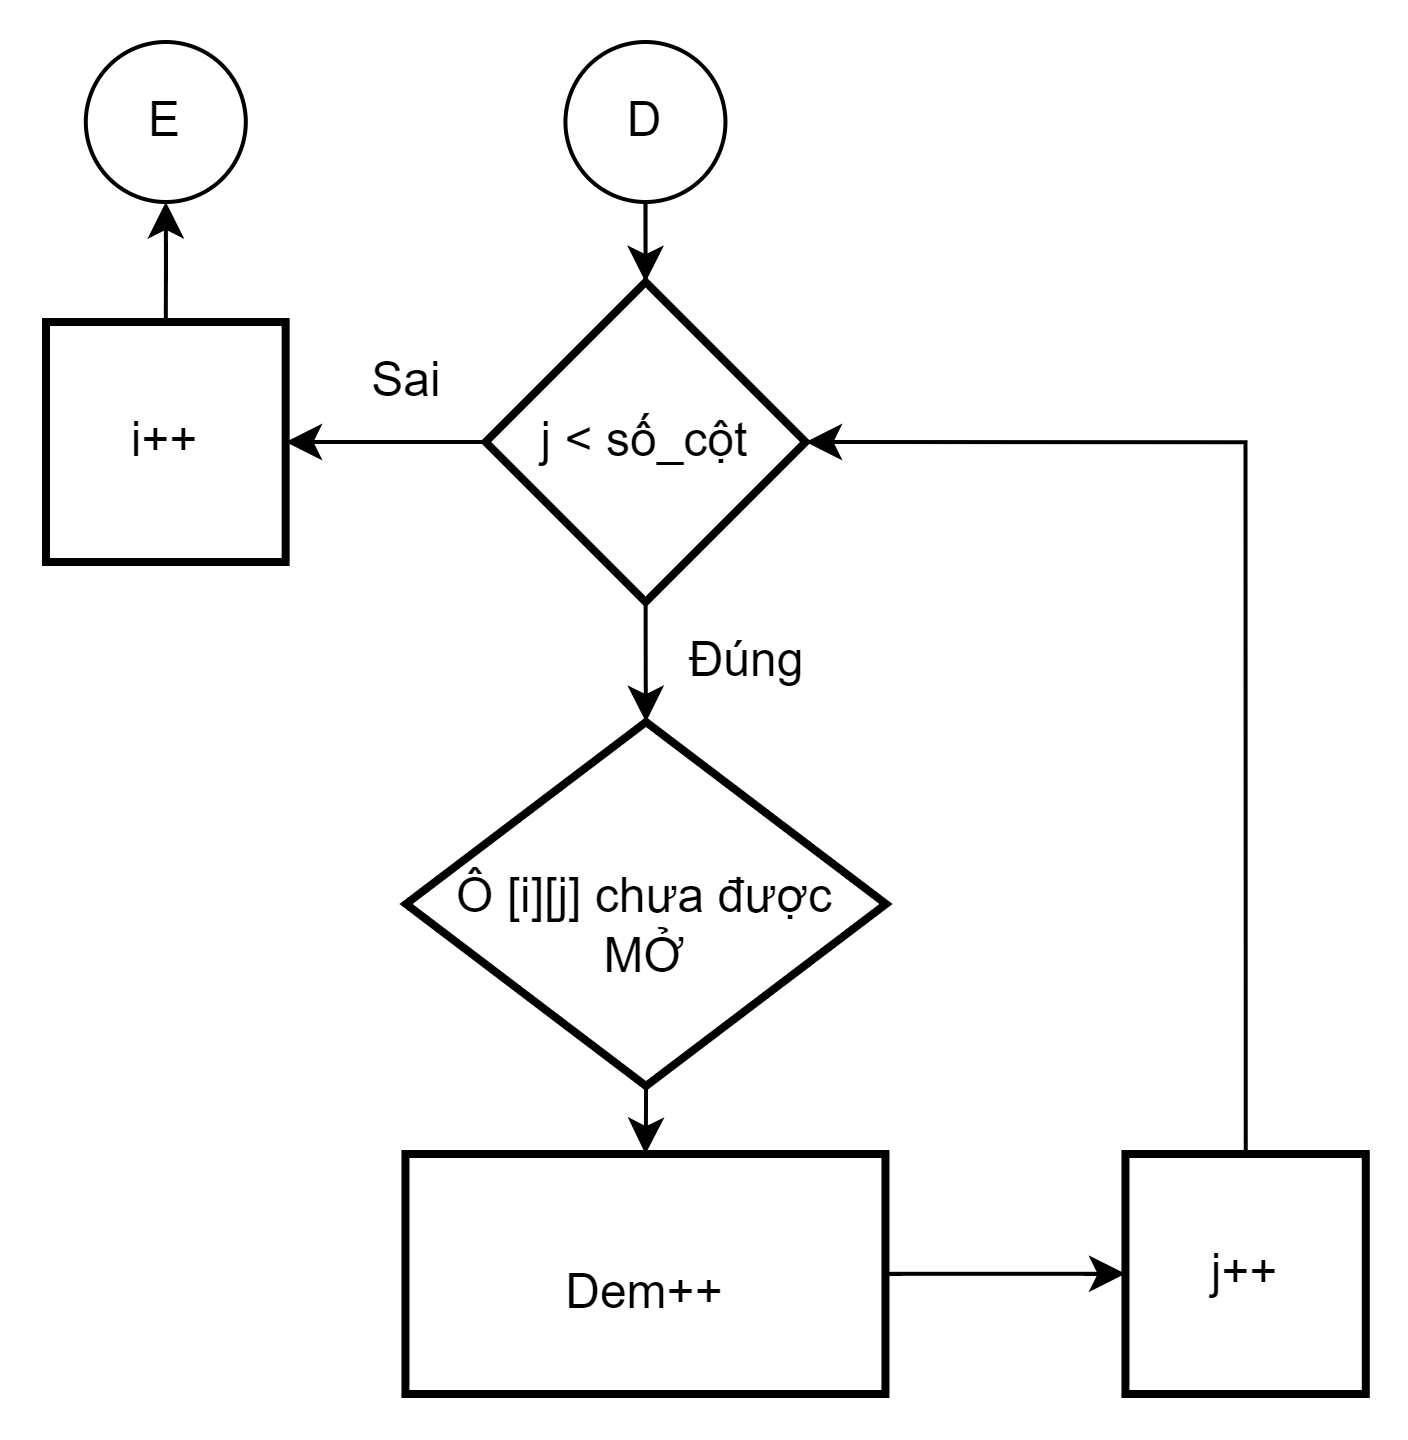 E
D
Sai
i++
j < số_cột
Đúng
Ô [i][j] chưa được
MỞ
Dem++
j++